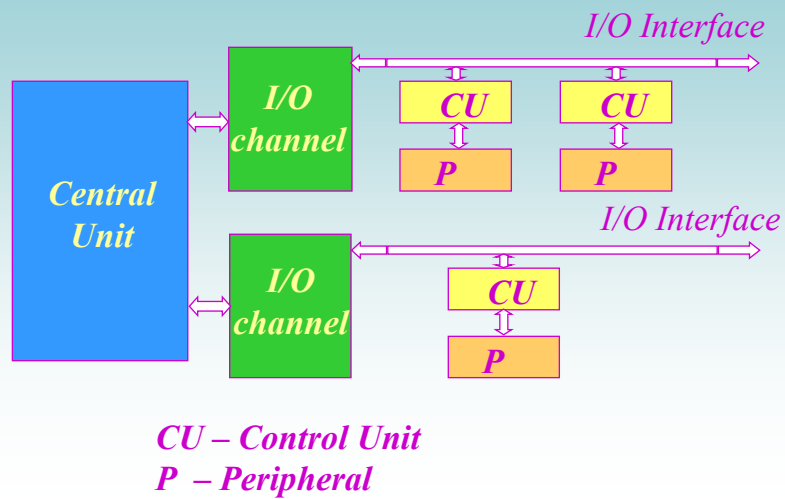 I/O Interface
I/O
channel
CU
CU
P
P
Central
Unit
I/O Interface
I/O
channel
CU
P
CU – Control Unit
P – Peripheral